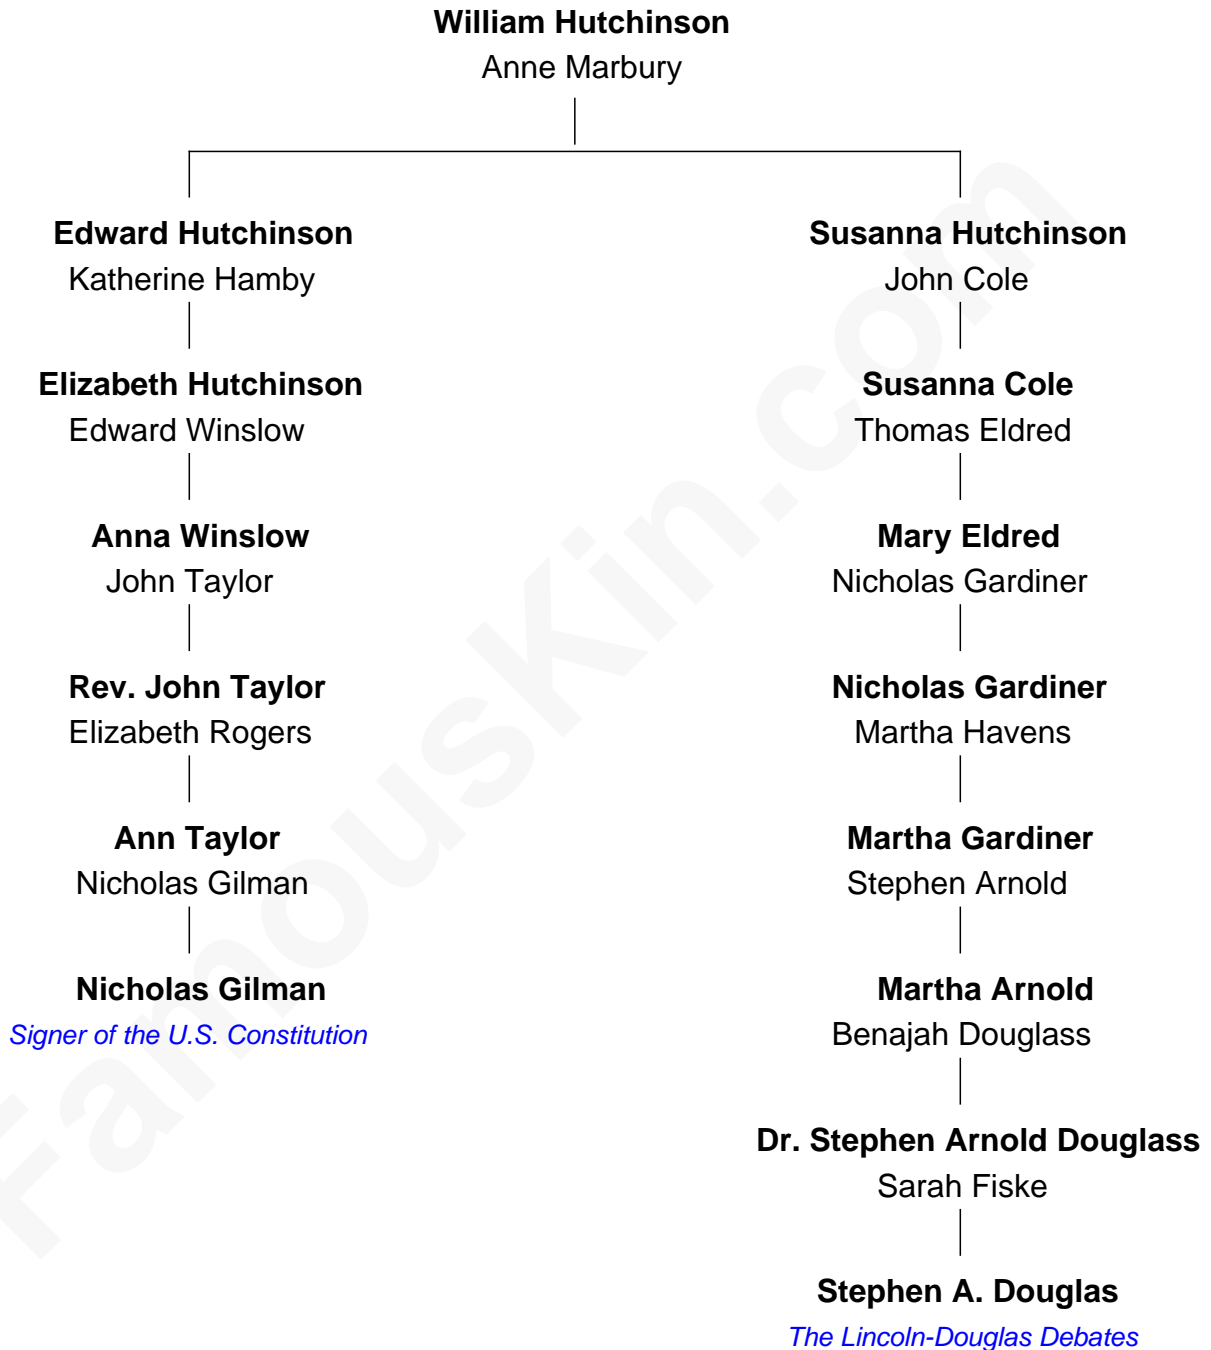 William Hutchinson
Anne Marbury
Edward Hutchinson
Katherine Hamby
Elizabeth Hutchinson
Edward Winslow
Anna Winslow
John Taylor
Rev. John Taylor
Elizabeth Rogers
Ann Taylor
Nicholas Gilman
Nicholas Gilman
Signer of the U.S. Constitution
Susanna Hutchinson
John Cole
Susanna Cole
Thomas Eldred
Mary Eldred
Nicholas Gardiner
Nicholas Gardiner
Martha Havens
Martha Gardiner
Stephen Arnold
Martha Arnold
Benajah Douglass
Dr. Stephen Arnold Douglass
Sarah Fiske
Stephen A. Douglas
The Lincoln-Douglas Debates
FamousKin.com